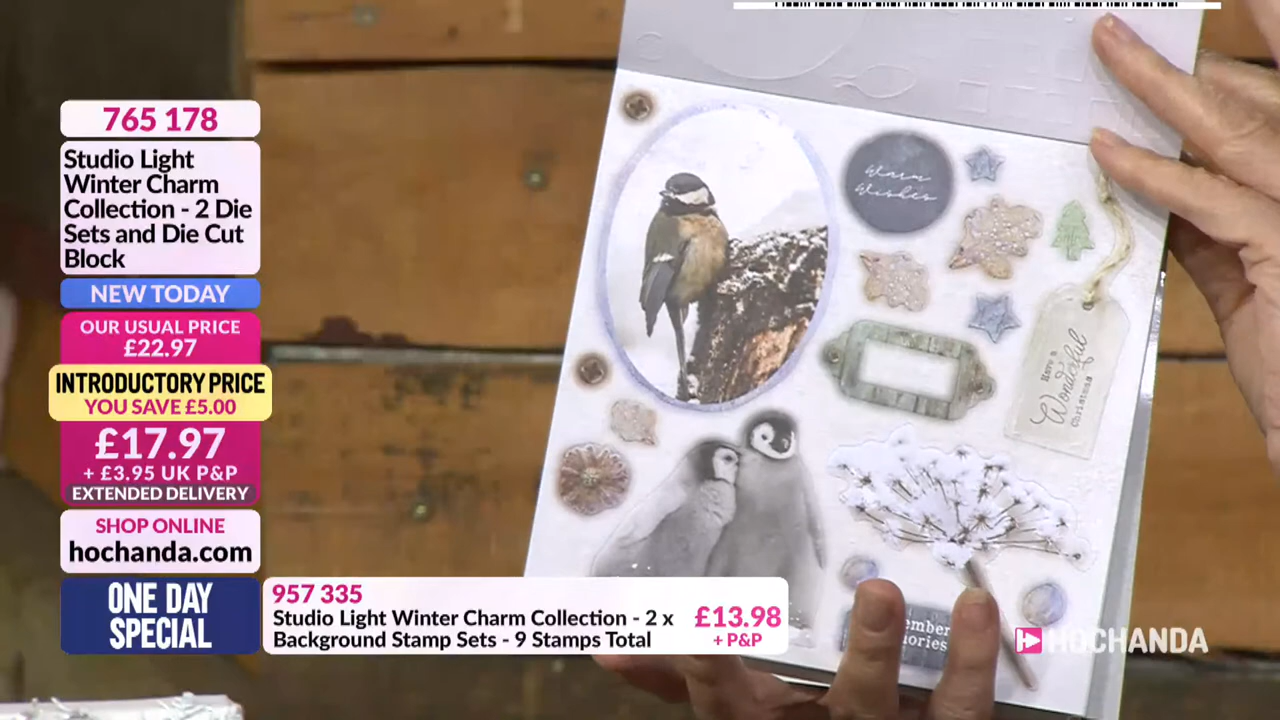 765 178
Studio Light
Winter Charm
Collection - 2 Die
Sets and Die Cut
Block
NEW TODAY
OUR USUAL PRICE
£22.97
INTRODUCTORY PRICE
YOU SAVE £5.00
£17.97
+ £3.95 UK P&P
EXTENDED DELIVERY
SHOP ONLINE
hochanda.com
ONE DAY
SPECIAL
957 335
Studio Light Winter Charm Collection - 2 x
Background Stamp Sets - 9 Stamps Total
£13.98
+ P&P
Warm
Wishes
Have a
Wonderful
Christmas
HOCHANDA